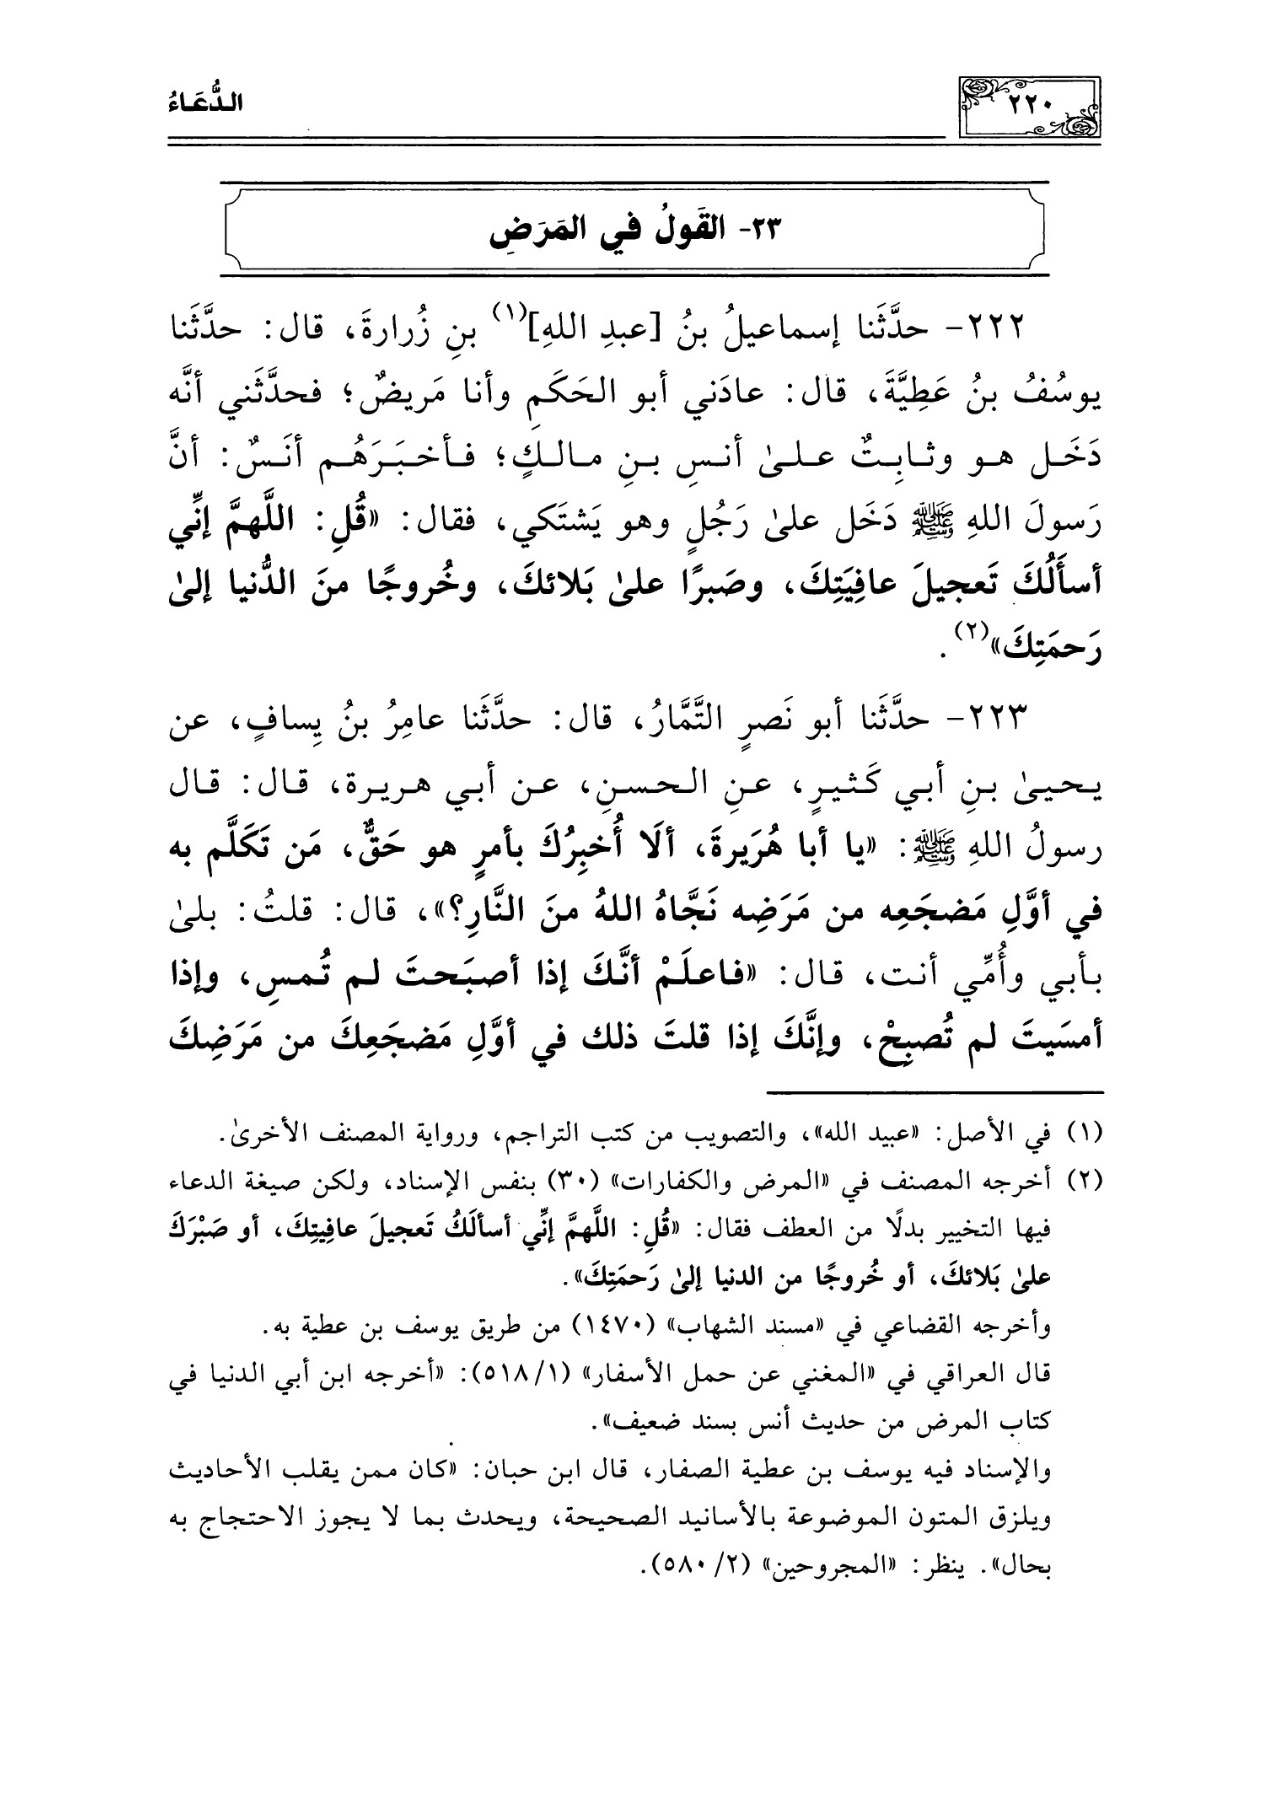 ٢٢٠
الدُّعَاءُ
٢٣- القَولُ في المَرَضِ
٢٢٢- حدَّثَنا إسماعيلُ بنُ [عبدِ اللهِ](١) بنِ زُرارةَ، قال: حدَّثَنا
يوسُفُ بنُ عَطِيَّةَ، قال: عادَني أبو الحَكَمِ وأنا مَريضٌ؛ فحدَّثَني أنَّه
دَخَل هو وثابِتٌ علىٰ أنسِ بنِ مالكٍ؛ فأخبَرَهُم أنَسٌ: أنَّ
رَسولَ اللهِ ﷺ دَخَل علىٰ رَجُلٍ وهو يَشتَكي، فقال: «قُلِ: اللَّهمَّ إنِّي
أسأَلُكَ تَعجيلَ عافِيَتِكَ، وصَبرًا علىٰ بَلائكَ، وخُروجًا منَ الدُّنيا إلىٰ
رَحمَتِكَ»(٢).
٢٢٣- حدَّثَنا أبو نَصرٍ التَّمَّارُ، قال: حدَّثَنا عامِرُ بنُ يِسافٍ، عن
يحيىٰ بنِ أبي كَثيرٍ، عنِ الحسنِ، عن أبي هريرة، قال: قال
رسولُ اللهِ ﷺ: «يا أبا هُرَيرةَ، ألَا أُخبِرُكَ بأمرٍ هو حَقٌّ، مَن تَكَلَّم به
في أوَّلِ مَضجَعِه من مَرَضِه نَجَّاهُ اللهُ منَ النَّارِ؟»، قال: قلتُ: بلىٰ
بأبي وأُمِّي أنت، قال: «فاعلَمْ أنَّكَ إذا أصبَحتَ لم تُمسِ، وإذا
أمسَيتَ لم تُصبِحْ، وإنَّكَ إذا قلتَ ذلك في أوَّلِ مَضجَعِكَ من مَرَضِكَ
(١) في الأصل: «عبيد الله»، والتصويب من كتب التراجم، ورواية المصنف الأخرىٰ.
(٢) أخرجه المصنف في «المرض والكفارات» (٣٠) بنفس الإسناد، ولكن صيغة الدعاء
فيها التخيير بدلًا من العطف فقال: «قُلِ: اللَّهمَّ إنِّي أسألَكُ تَعجيلَ عافِيتِكَ، أو صَبْرَكَ
علىٰ بَلائكَ، أو خُروجًا من الدنيا إلىٰ رَحمَتِكَ».
وأخرجه القضاعي في «مسند الشهاب» (١٤٧٠) من طريق يوسف بن عطية به.
قال العراقي في «المغني عن حمل الأسفار» (٥١٨/١): «أخرجه ابن أبي الدنيا في
كتاب المرض من حديث أنس بسند ضعيف».
والإسناد فيه يوسف بن عطية الصفار، قال ابن حبان: «كان ممن يقلب الأحاديث
ويلزق المتون الموضوعة بالأسانيد الصحيحة، ويحدث بما لا يجوز الاحتجاج به
بحال». ينظر: «المجروحين» (٥٨٠/٢).